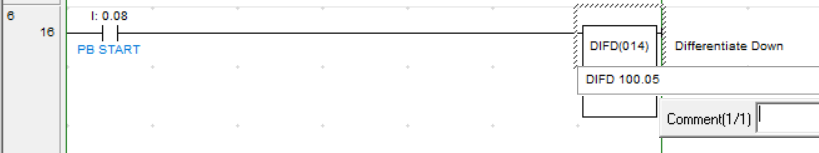 6
I: 0.08
16
PB START
DIFD(014)
Differentiate Down
DIFD 100.05
Comment(1/1)